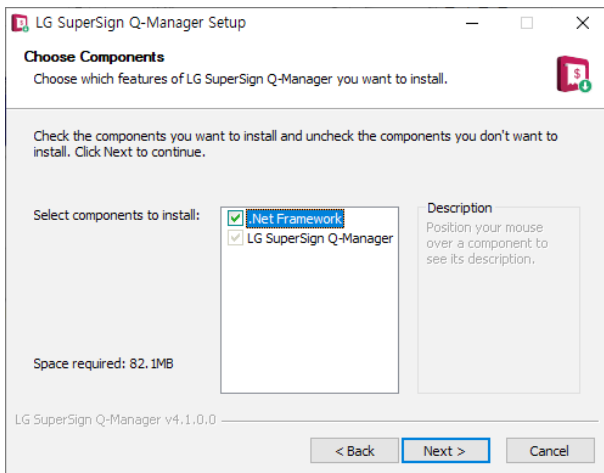 LG SuperSign Q-Manager Setup
Choose Components
Choose which features of LG SuperSign Q-Manager you want to install.
$
Check the components you want to install and uncheck the components you don't want to
install. Click Next to continue.
Select components to install:
.Net Framework
LG SuperSign Q-Manager
Description
Position your mouse
over a component to
see its description.
Space required: 82.1MB
LG SuperSign Q-Manager v4.1.0.0
< Back
Next >
Cancel